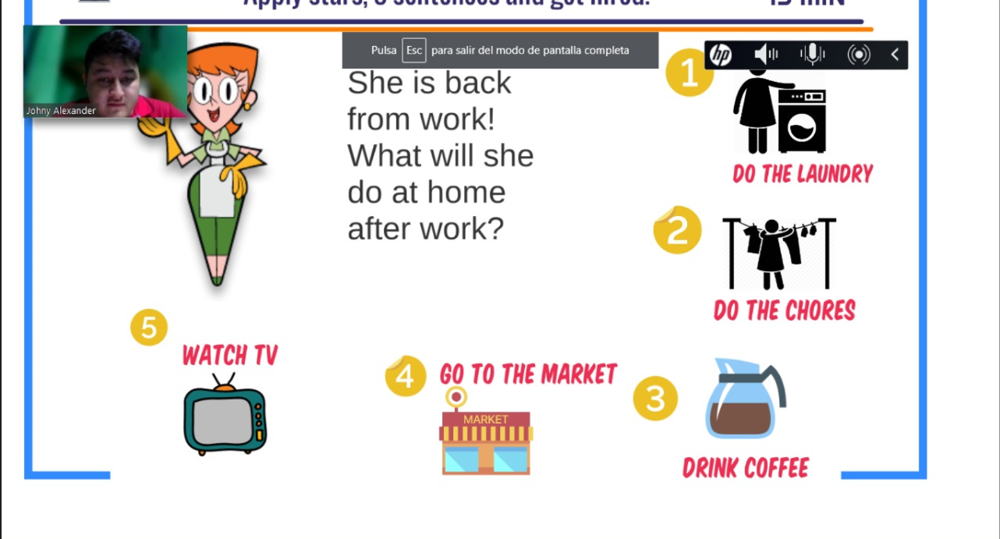 Apply stars, 8 sentences and get hired. 15 min
Pulsa Esc para salir del modo de pantalla completa
hp
Johny Alexander
She is back
from work!
What will she
do at home
after work?
1
DO THE LAUNDRY
2
DO THE CHORES
5
WATCH TV
4
GO TO THE MARKET
MARKET
3
DRINK COFFEE